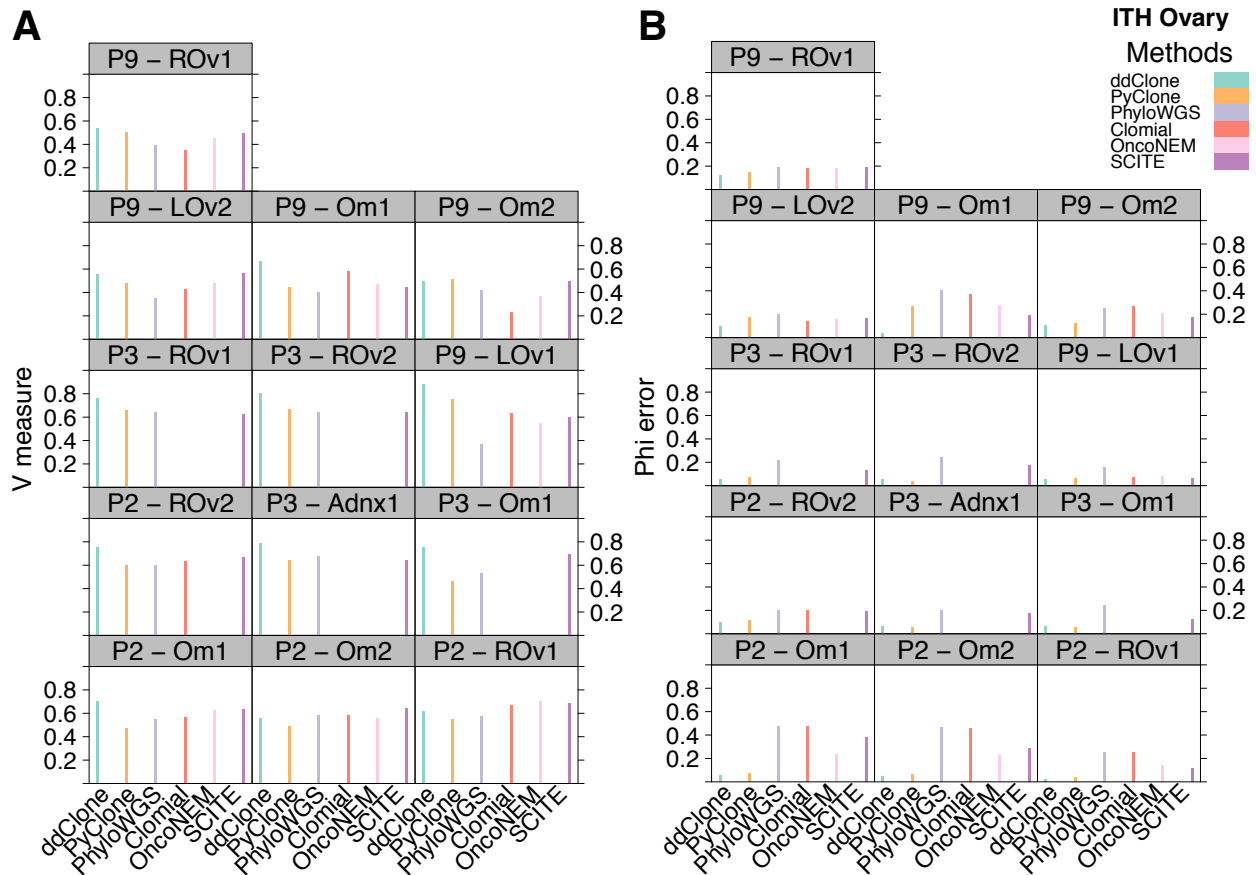 A
P9 – ROv1
0.8
0.6
0.4
0.2
P9 – LOv2 P9 – Om1 P9 – Om2
0.8
0.6
0.4
0.2
P3 – ROv1 P3 – ROv2 P9 – LOv1
0.8
0.6
0.4
0.2
P2 – ROv2 P3 – Adnx1 P3 – Om1
0.8
0.6
0.4
0.2
P2 – Om1 P2 – Om2 P2 – ROv1
0.8
0.6
0.4
0.2
V measure
ddClone
PyClone
PhyloWGS
Clomial
OncoNEM
SCITE
ddClone
PyClone
PhyloWGS
Clomial
OncoNEM
SCITE
ddClone
PyClone
PhyloWGS
Clomial
OncoNEM
SCITE
B
P9 – ROv1
0.8
0.6
0.4
0.2
P9 – LOv2 P9 – Om1 P9 – Om2
0.8
0.6
0.4
0.2
P3 – ROv1 P3 – ROv2 P9 – LOv1
0.8
0.6
0.4
0.2
P2 – ROv2 P3 – Adnx1 P3 – Om1
0.8
0.6
0.4
0.2
P2 – Om1 P2 – Om2 P2 – ROv1
0.8
0.6
0.4
0.2
Phi error
ddClone
PyClone
PhyloWGS
Clomial
OncoNEM
SCITE
ddClone
PyClone
PhyloWGS
Clomial
OncoNEM
SCITE
ddClone
PyClone
PhyloWGS
Clomial
OncoNEM
SCITE
ITH Ovary
Methods
ddClone
PyClone
PhyloWGS
Clomial
OncoNEM
SCITE